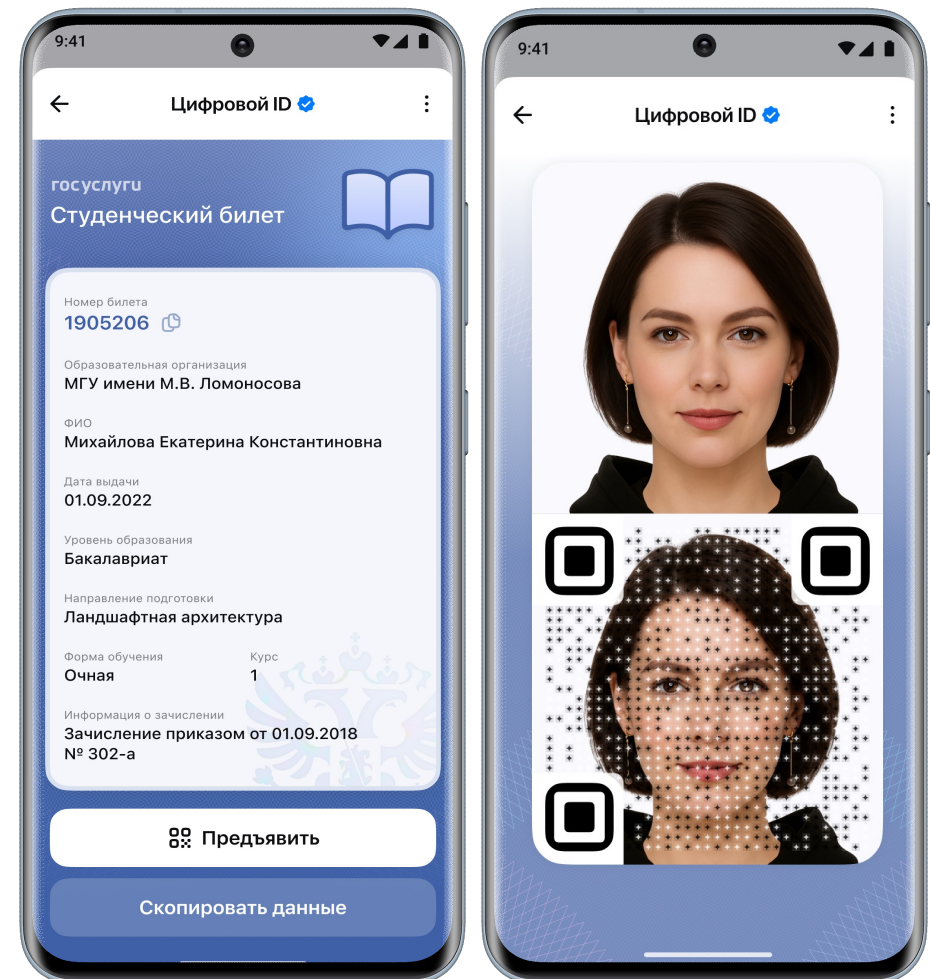 9:41
Цифровой ID
госуслуги
Студенческий билет
Номер билета
1905206
Образовательная организация
МГУ имени М.В. Ломоносова
ФИО
Михайлова Екатерина Константиновна
Дата выдачи
01.09.2022
Уровень образования
Бакалавриат
Направление подготовки
Ландшафтная архитектура
Форма обучения Курс
Очная 1
Информация о зачислении
Зачисление приказом от 01.09.2018
№ 302-а
Предъявить
Скопировать данные
9:41
Цифровой ID